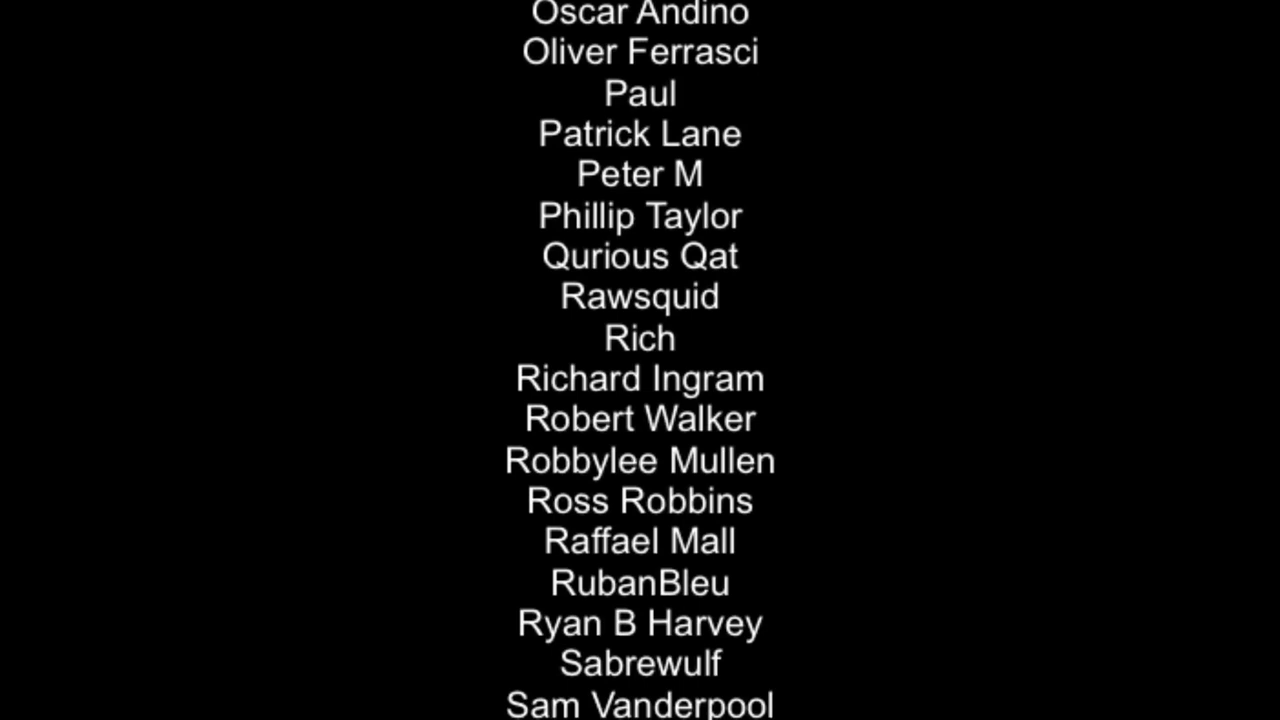 Oscar Andino
Oliver Ferrasci
Paul
Patrick Lane
Peter M
Phillip Taylor
Qurious Qat
Rawsquid
Rich
Richard Ingram
Robert Walker
Robbylee Mullen
Ross Robbins
Raffael Mall
RubanBleu
Ryan B Harvey
Sabrewulf
Sam Vanderpool